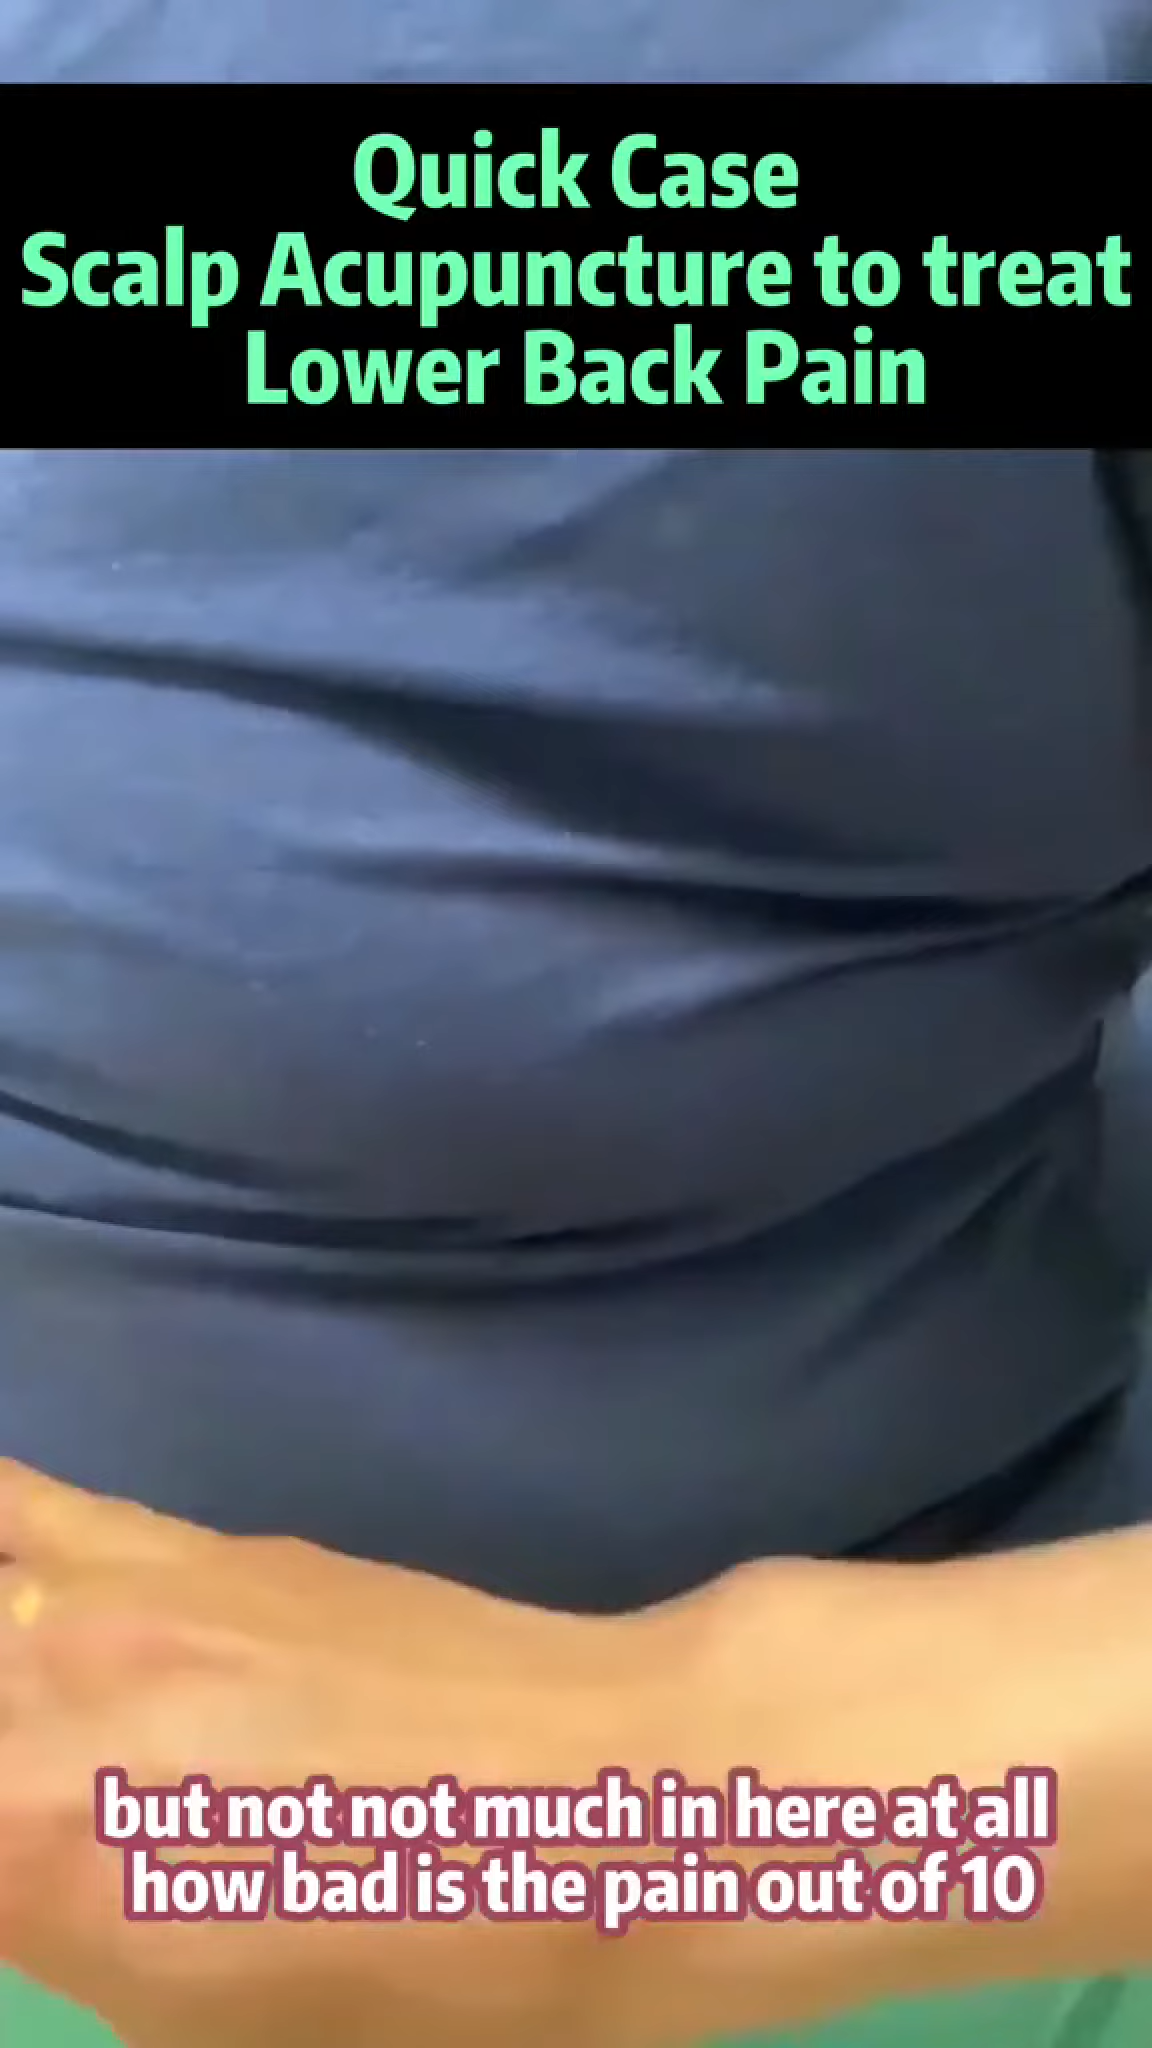 Quick Case
Scalp Acupuncture to treat
Lower Back Pain
but not not much in here at all
how bad is the pain out of 10